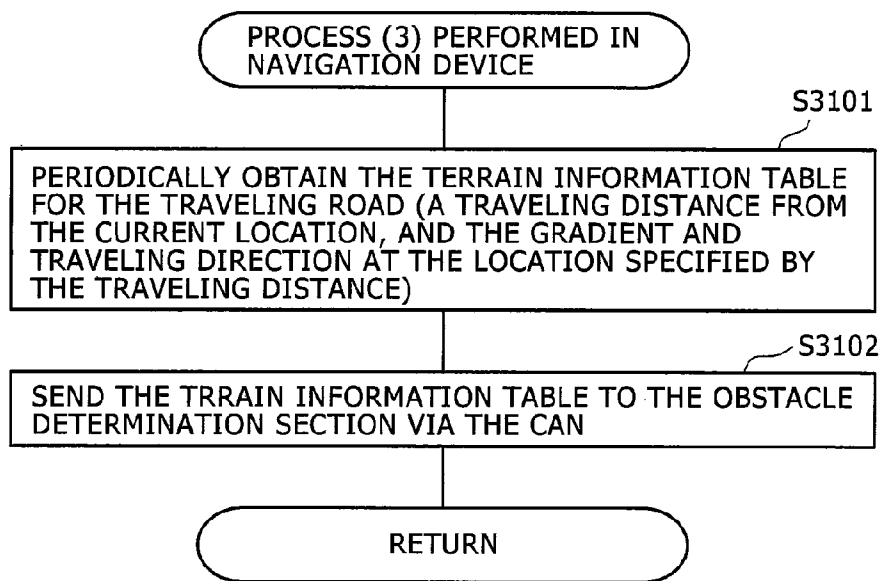 PROCESS (3) PERFORMED IN
NAVIGATION DEVICE
S3101
PERIODICALLY OBTAIN THE TERRAIN INFORMATION TABLE
FOR THE TRAVELING ROAD (A TRAVELING DISTANCE FROM
THE CURRENT LOCATION, AND THE GRADIENT AND
TRAVELING DIRECTION AT THE LOCATION SPECIFIED BY
THE TRAVELING DISTANCE)
S3102
SEND THE TRRAIN INFORMATION TABLE TO THE OBSTACLE
DETERMINATION SECTION VIA THE CAN
RETURN